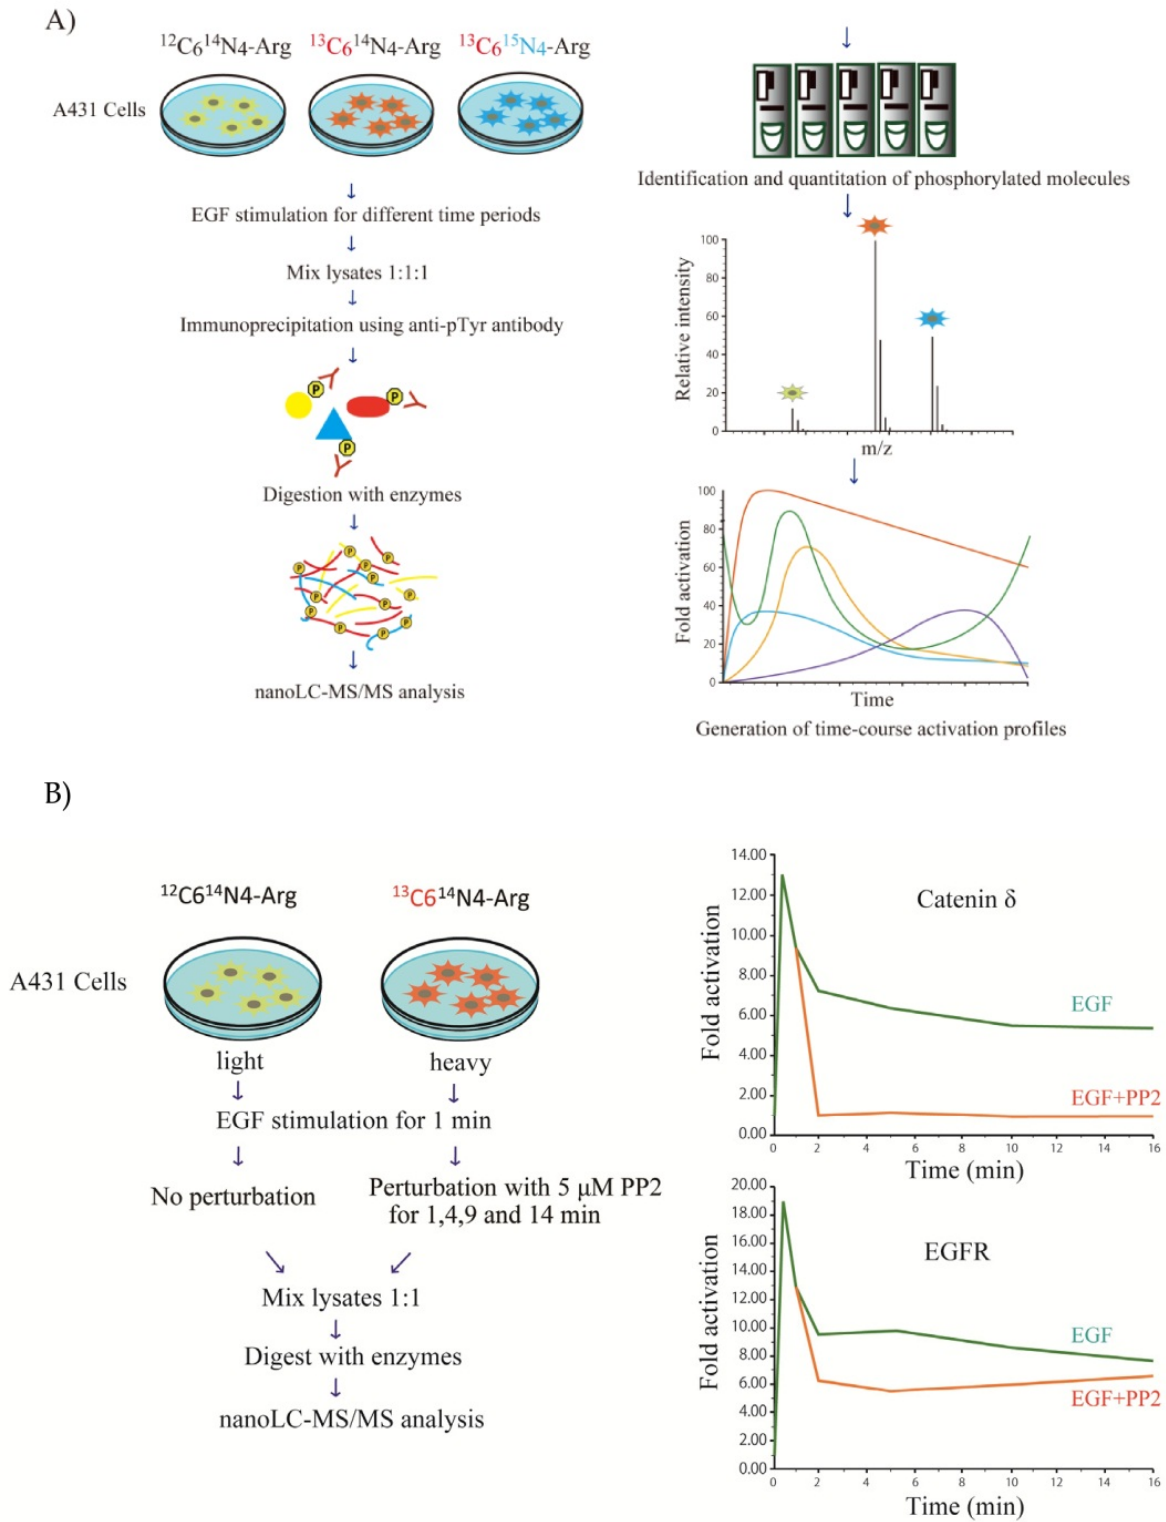 A)
¹²C6¹⁴N4-Arg
¹³C6¹⁴N4-Arg
¹³C6¹⁵N4-Arg
A431 Cells
EGF stimulation for different time periods
Mix lysates 1:1:1
Immunoprecipitation using anti-pTyr antibody
P
P
P
Digestion with enzymes
P
P
P
P
P
P
P
P
P
P
P
P
nanoLC-MS/MS analysis
Identification and quantitation of phosphorylated molecules
Relative intensity
100
80
60
40
20
0
m/z
Fold activation
100
80
60
40
20
0
Time
Generation of time-course activation profiles
B)
¹²C6¹⁴N4-Arg
¹³C6¹⁴N4-Arg
A431 Cells
light
heavy
EGF stimulation for 1 min
No perturbation
Perturbation with 5 µM PP2
for 1,4,9 and 14 min
Mix lysates 1:1
Digest with enzymes
nanoLC-MS/MS analysis
Catenin δ
Fold activation
14.00
12.00
10.00
8.00
6.00
4.00
2.00
0.00
EGF
EGF+PP2
0 2 4 6 8 10 12 14 16
Time (min)
EGFR
Fold activation
20.00
18.00
16.00
14.00
12.00
10.00
8.00
6.00
4.00
2.00
0.00
EGF
EGF+PP2
0 2 4 6 8 10 12 14 16
Time (min)